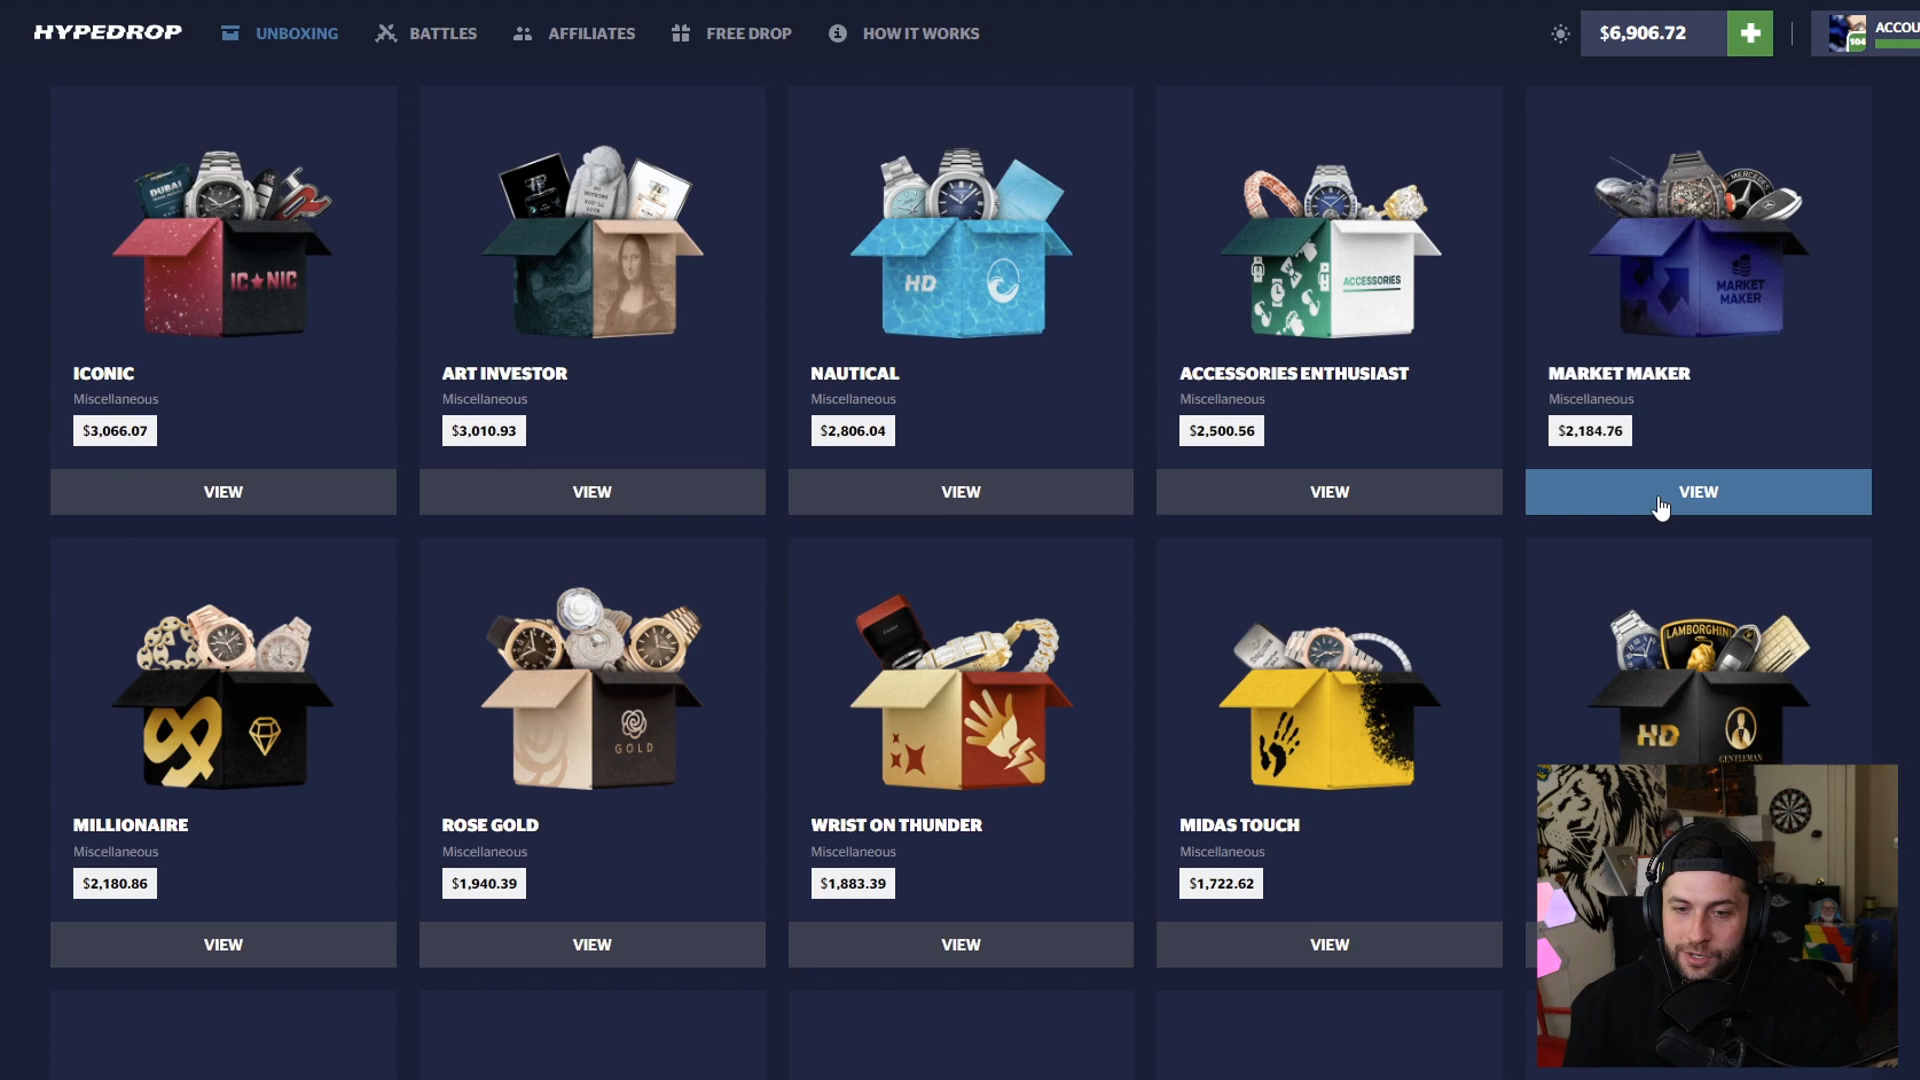 HYPEDROP
UNBOXING
BATTLES
AFFILIATES
FREE DROP
HOW IT WORKS
$6,906.72
104
ACCOU
DUBAI
IC★NIC
ICONIC
Miscellaneous
$3,066.07
VIEW
ART INVESTOR
Miscellaneous
$3,010.93
VIEW
HD
NAUTICAL
Miscellaneous
$2,806.04
VIEW
ACCESSORIES
ACCESSORIES ENTHUSIAST
Miscellaneous
$2,500.56
VIEW
MERCEDES
MARKET
MAKER
MARKET MAKER
Miscellaneous
$2,184.76
VIEW
MILLIONAIRE
Miscellaneous
$2,180.86
VIEW
GOLD
ROSE GOLD
Miscellaneous
$1,940.39
VIEW
Cartier
WRIST ON THUNDER
Miscellaneous
$1,883.39
VIEW
MIDAS TOUCH
Miscellaneous
$1,722.62
VIEW
LAMBORGHINI
HD
GENTLEMAN